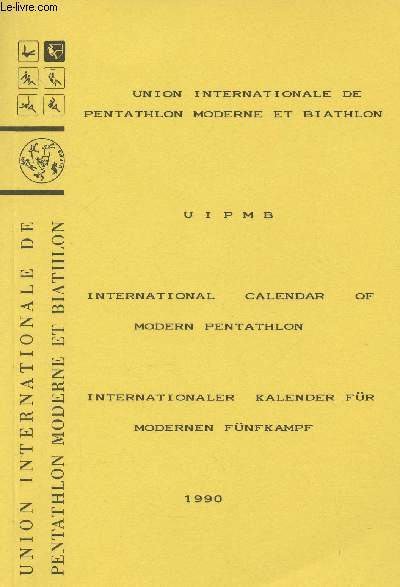 Le-livre.com
UNION INTERNATIONALE DE
PENTATHLON MODERNE ET BIATHLON
U I P M B
INTERNATIONAL CALENDAR OF
MODERN PENTATHLON
INTERNATIONALER KALENDER FÜR
MODERNEN FÜNFKAMPF
1990
UNION INTERNATIONALE DE
PENTATHLON MODERNE ET BIATHLON